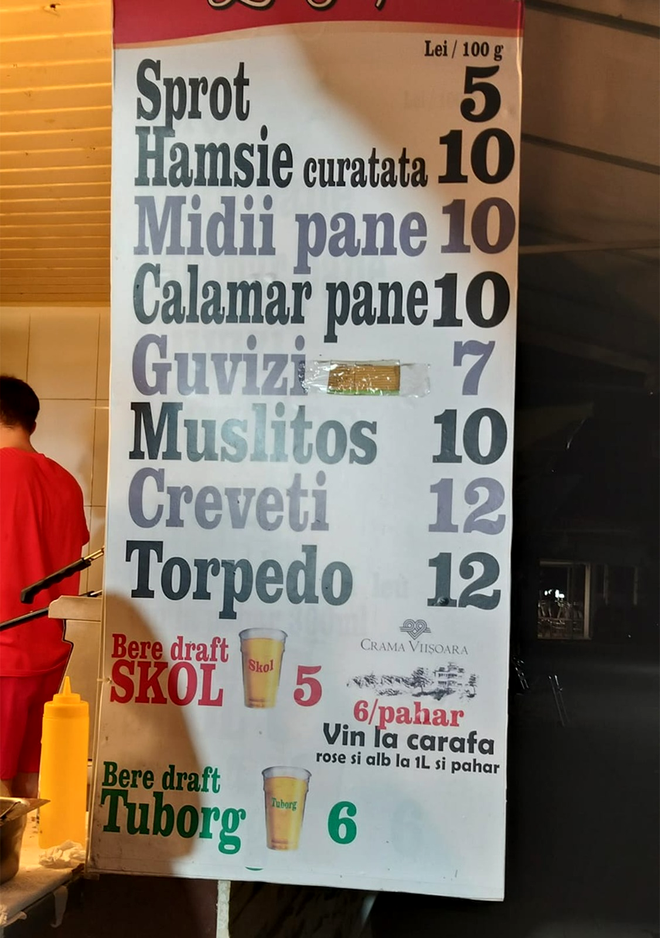 Lei / 100 g
Sprot 5
Hamsie curatata 10
Midii pane 10
Calamar pane 10
Guvizi 7
Muslitos 10
Creveti 12
Torpedo 12
Bere draft
SKOL 5
Skol
CRAMA VIIȘOARA
6/pahar
Vin la carafa
rose si alb la 1L si pahar
Bere draft
Tuborg 6
Tuborg